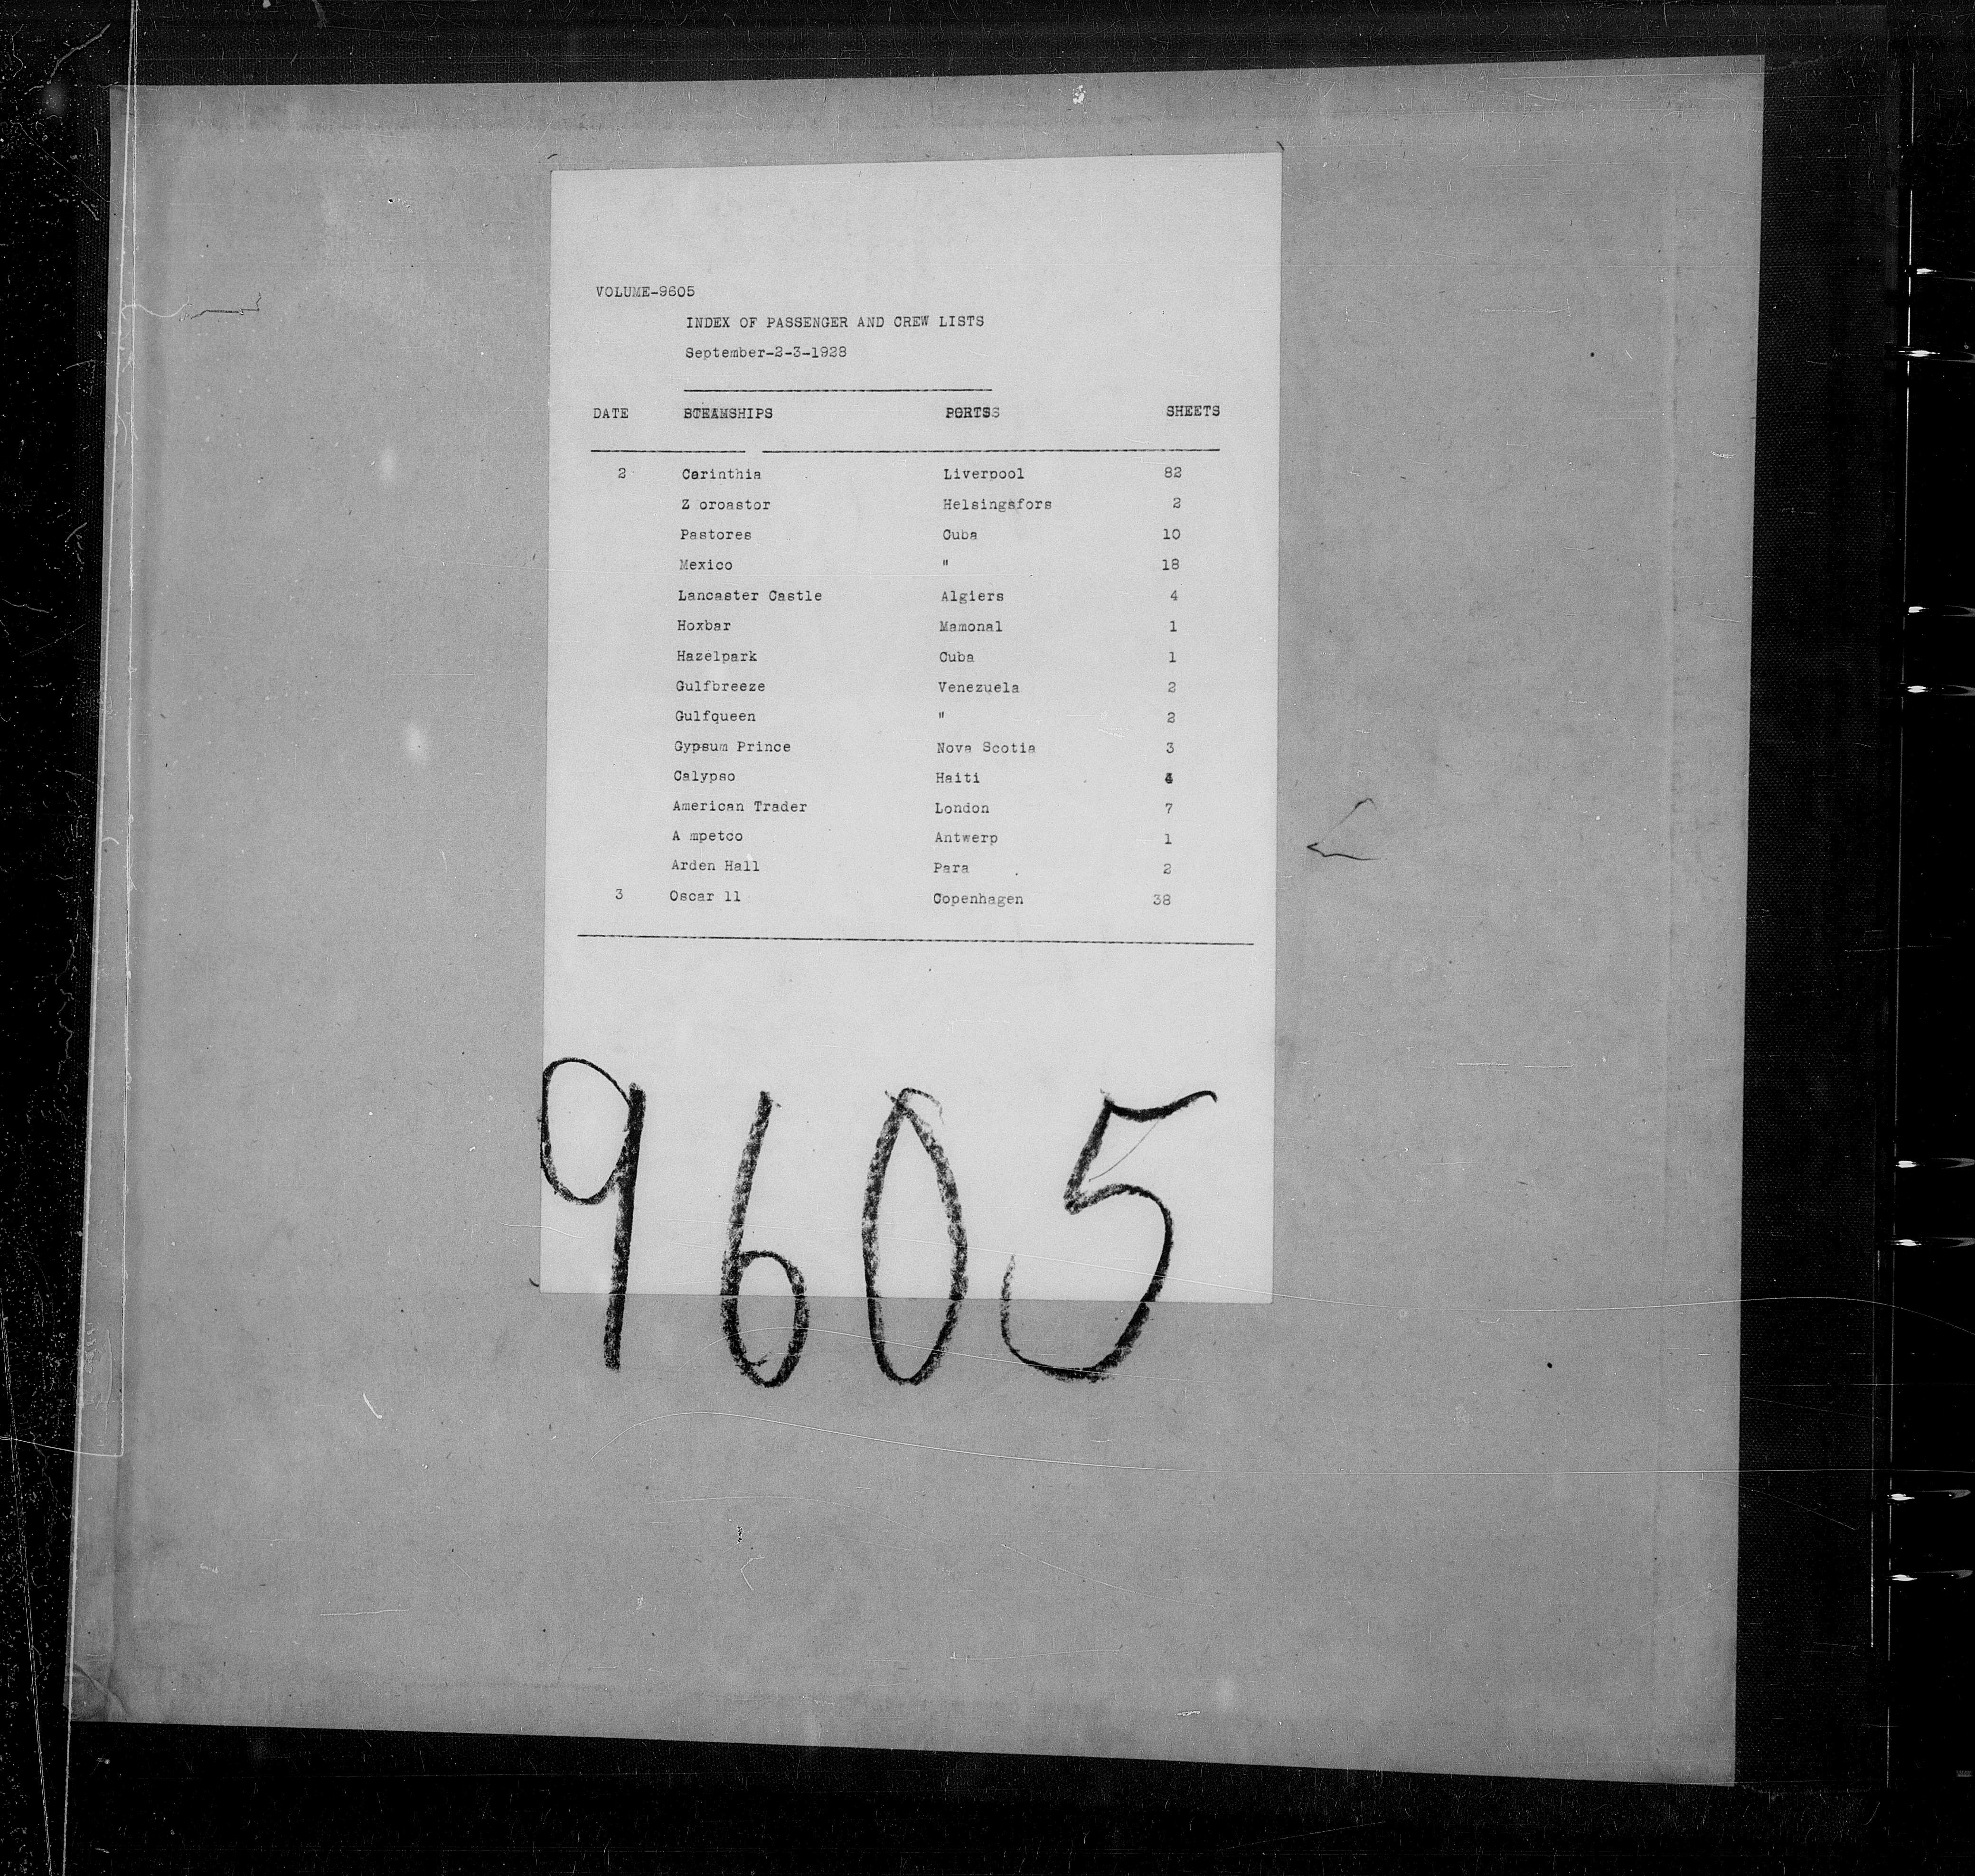 VOLUME-9605
INDEX OF PASSENGER AND CREW LISTS
September-2-3-1928
DATE STEAMSHIPS PORTS SHEETS
2 Carinthia Liverpool 82
Z oroastor Helsingsfors 2
Pastores Cuba 10
Mexico " 18
Lancaster Castle Algiers 4
Hoxbar Mamonal 1
Hazelpark Cuba 1
Gulfbreeze Venezuela 2
Gulfqueen " 2
Gypsum Prince Nova Scotia 3
Calypso Haiti 4
American Trader London 7
A mpetco Antwerp 1
Arden Hall Para 2
3 Oscar 11 Copenhagen 38
9605